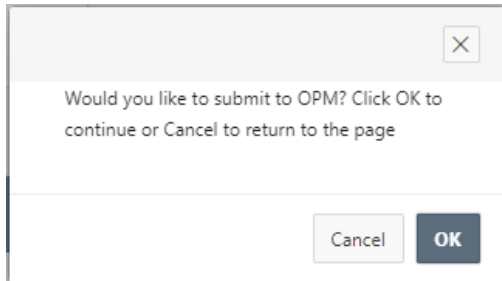 Would you like to submit to OPM? Click OK to
continue or Cancel to return to the page
Cancel
OK